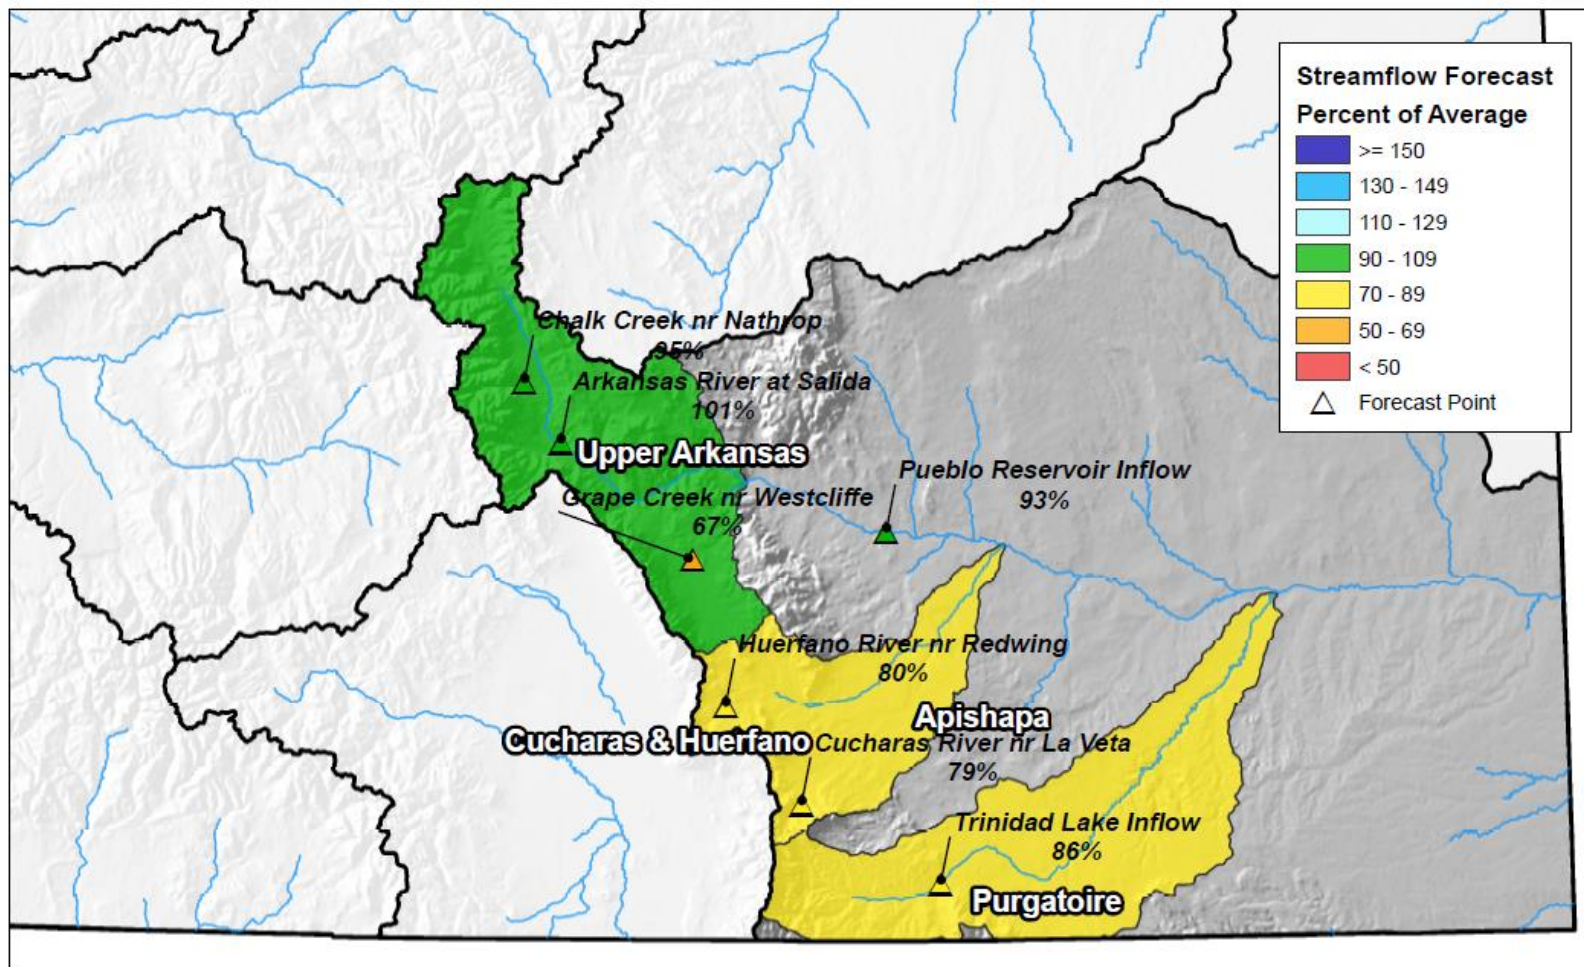 Streamflow Forecast
Percent of Average
>= 150
130 - 149
110 - 129
90 - 109
70 - 89
50 - 69
< 50
Forecast Point
Chalk Creek nr Nathrop
95%
Arkansas River at Salida
101%
Upper Arkansas
Grape Creek nr Westcliffe
67%
Pueblo Reservoir Inflow
93%
Huerfano River nr Redwing
80%
Apishapa
Cucharas & Huerfano
Cucharas River nr La Veta
79%
Trinidad Lake Inflow
86%
Purgatoire